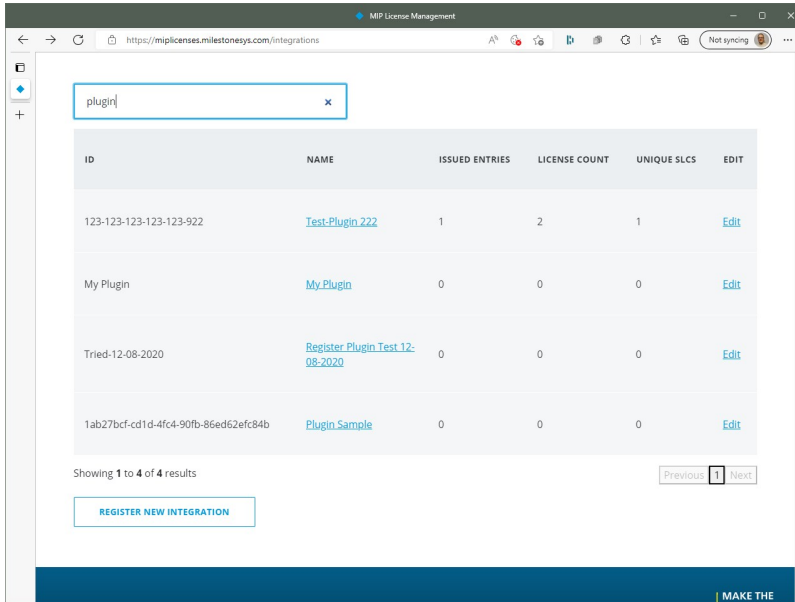 MIP License Management
https://miplicenses.milestonesys.com/integrations
Not syncing
plugin
ID NAME ISSUED ENTRIES LICENSE COUNT UNIQUE SLCS EDIT
123-123-123-123-123-922 Test-Plugin 222 1 2 1 Edit
My Plugin My Plugin 0 0 0 Edit
Tried-12-08-2020 Register Plugin Test 12-
08-2020 0 0 0 Edit
1ab27bcf-cd1d-4fc4-90fb-86ed62efc84b Plugin Sample 0 0 0 Edit
Showing 1 to 4 of 4 results Previous 1 Next
REGISTER NEW INTEGRATION
| MAKE THE